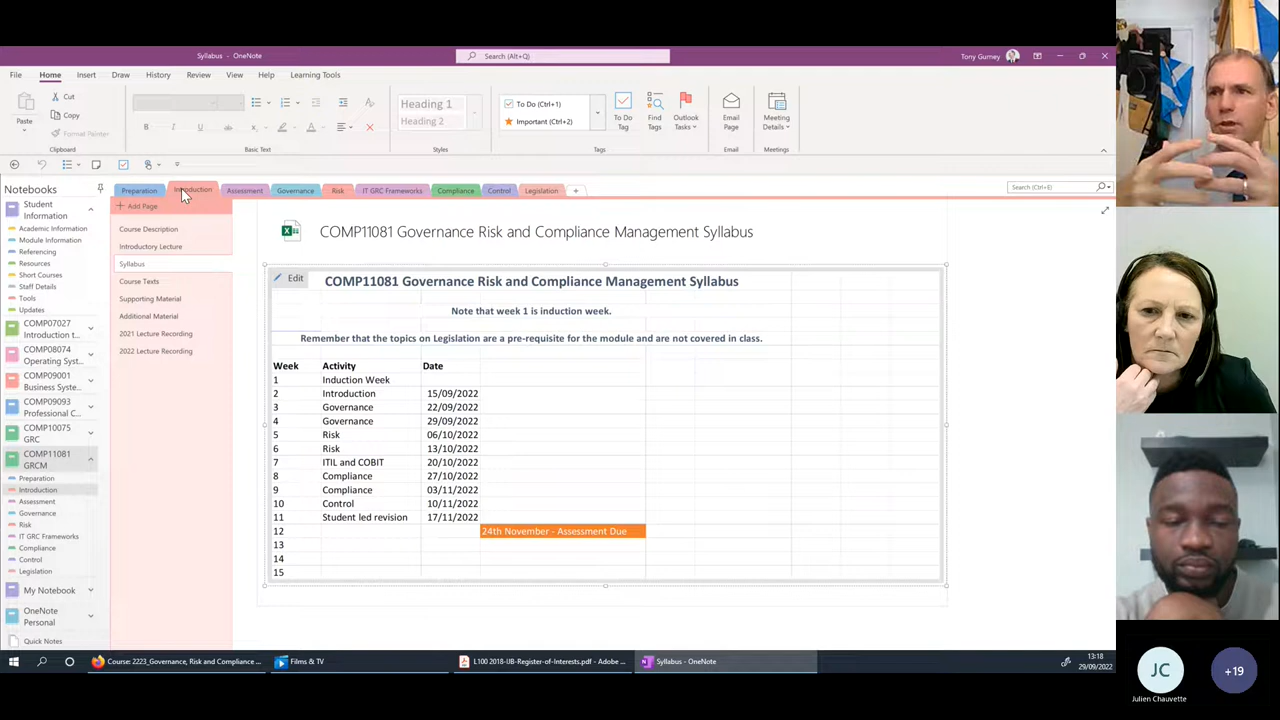 Syllabus - OneNote
Search (Alt+Q)
Tony Gurney
File Home Insert Draw History Review View Help Learning Tools
Paste
Cut
Copy
Format Painter
Clipboard
Basic Text
Heading 1
Heading 2
Styles
To Do (Ctrl+1)
Important (Ctrl+2)
To Do Tag
Find Tags
Outlook Tasks
Tags
Email Page
Email
Meeting Details
Meetings
Notebooks
Preparation Introduction Assessment Governance Risk IT GRC Frameworks Compliance Control Legislation +
Search (Ctrl+E)
Student Information
Academic Information
Module Information
Referencing
Resources
Short Courses
Staff Details
Tools
Updates
COMP07027
Introduction t...
COMP08074
Operating Syst...
COMP09001
Business Syste...
COMP09093
Professional C...
COMP10075
GRC
COMP11081
GRCM
Preparation
Introduction
Assessment
Governance
Risk
IT GRC Frameworks
Compliance
Control
Legislation
My Notebook
OneNote
Personal
Quick Notes
Add Page
Course Description
Introductory Lecture
Syllabus
Course Texts
Supporting Material
Additional Material
2021 Lecture Recording
2022 Lecture Recording
COMP11081 Governance Risk and Compliance Management Syllabus
Edit
COMP11081 Governance Risk and Compliance Management Syllabus
Note that week 1 is induction week.
Remember that the topics on Legislation are a pre-requisite for the module and are not covered in class.
Week Activity Date
1 Induction Week
2 Introduction 15/09/2022
3 Governance 22/09/2022
4 Governance 29/09/2022
5 Risk 06/10/2022
6 Risk 13/10/2022
7 ITIL and COBIT 20/10/2022
8 Compliance 27/10/2022
9 Compliance 03/11/2022
10 Control 10/11/2022
11 Student led revision 17/11/2022
12 24th November - Assessment Due
13
14
15
Course: 2223_Governance, Risk and Compliance ...
Films & TV
L100 2018-IJB-Register-of-Interests.pdf - Adobe ...
Syllabus - OneNote
13:18
29/09/2022
JC
Julien Chauvette
+19